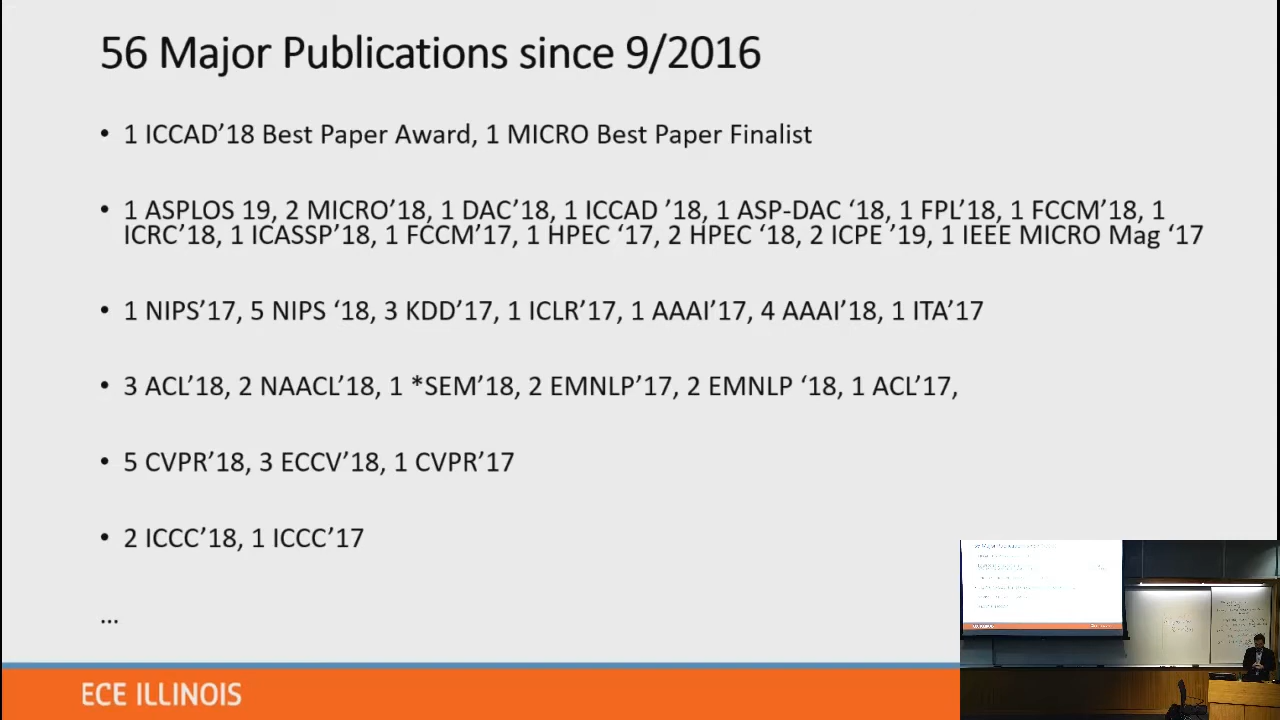 56 Major Publications since 9/2016
• 1 ICCAD’18 Best Paper Award, 1 MICRO Best Paper Finalist
• 1 ASPLOS 19, 2 MICRO’18, 1 DAC’18, 1 ICCAD ’18, 1 ASP-DAC ‘18, 1 FPL’18, 1 FCCM’18, 1
ICRC’18, 1 ICASSP’18, 1 FCCM’17, 1 HPEC ‘17, 2 HPEC ‘18, 2 ICPE ’19, 1 IEEE MICRO Mag ‘17
• 1 NIPS’17, 5 NIPS ‘18, 3 KDD’17, 1 ICLR’17, 1 AAAI’17, 4 AAAI’18, 1 ITA’17
• 3 ACL’18, 2 NAACL’18, 1 *SEM’18, 2 EMNLP’17, 2 EMNLP ‘18, 1 ACL’17,
• 5 CVPR’18, 3 ECCV’18, 1 CVPR’17
• 2 ICCC’18, 1 ICCC’17
...
ECE ILLINOIS